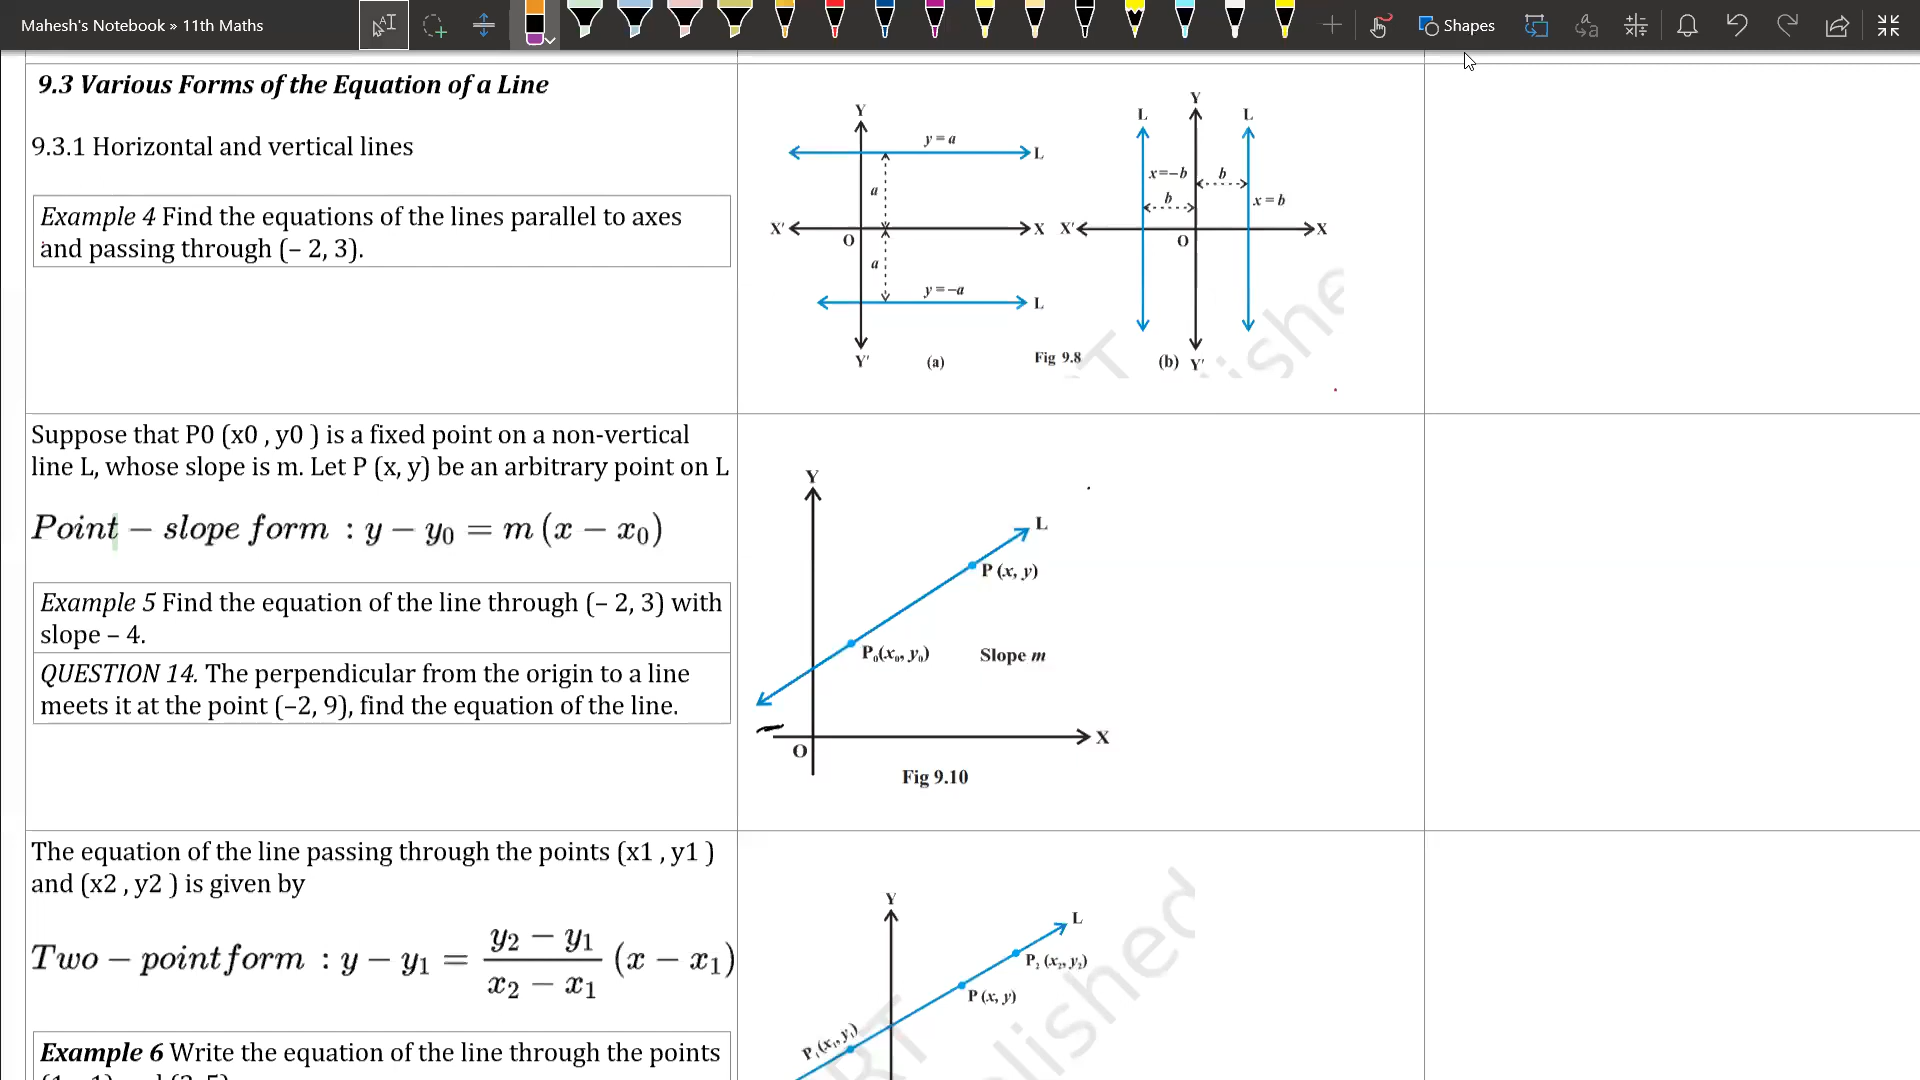 Mahesh's Notebook » 11th Maths
Shapes
9.3 Various Forms of the Equation of a Line
9.3.1 Horizontal and vertical lines
Example 4 Find the equations of the lines parallel to axes
and passing through (– 2, 3).
Y
y = a
L
a
X'
O
X
a
y = –a
L
Y'
(a)
Fig 9.8
Y
L
L
x=–b
b
b
x = b
X'
O
X
(b)
Y'
Suppose that P0 (x0 , y0 ) is a fixed point on a non-vertical
line L, whose slope is m. Let P (x, y) be an arbitrary point on L
Point – slope form : y – y₀ = m (x – x₀)
Example 5 Find the equation of the line through (– 2, 3) with
slope – 4.
QUESTION 14. The perpendicular from the origin to a line
meets it at the point (–2, 9), find the equation of the line.
Y
L
P (x, y)
P₀(x₀, y₀)
Slope m
O
X
Fig 9.10
The equation of the line passing through the points (x1 , y1 )
and (x2 , y2 ) is given by
Two – point form : y – y₁ = (y₂ – y₁)/(x₂ – x₁) (x – x₁)
Example 6 Write the equation of the line through the points
Y
L
P₂ (x₂, y₂)
P (x, y)
P₁(x₁, y₁)